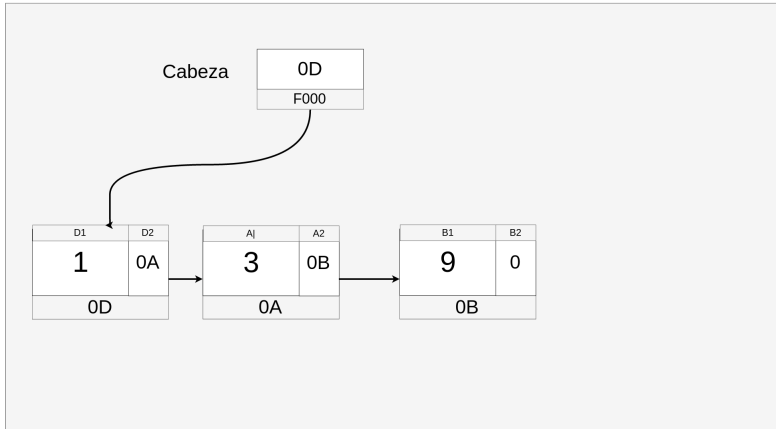 Cabeza
0D
F000
D1 D2
1 0A
0D
A| A2
3 0B
0A
B1 B2
9 0
0B